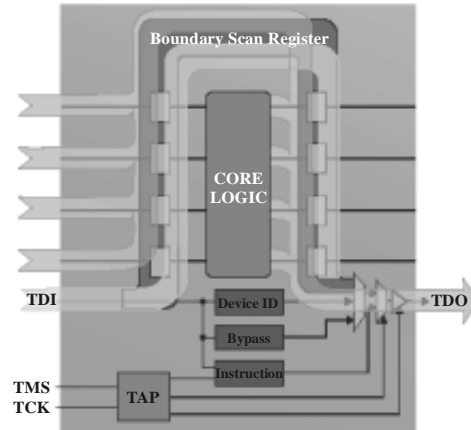 Boundary Scan Register
CORE
LOGIC
TDI
Device ID
TDO
Bypass
Instruction
TMS
TAP
TCK